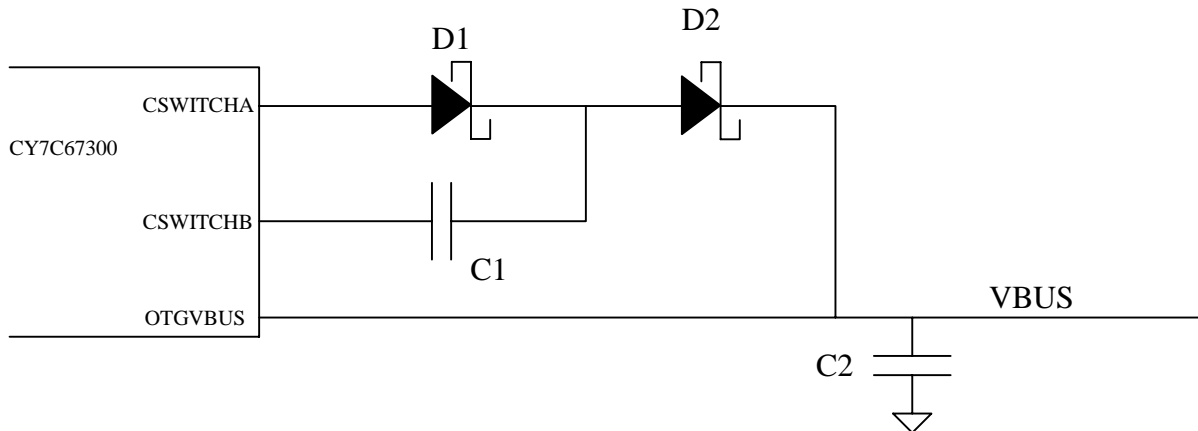 D1
D2
CSWITCHA
CY7C67300
CSWITCHB
C1
OTGVBUS
VBUS
C2